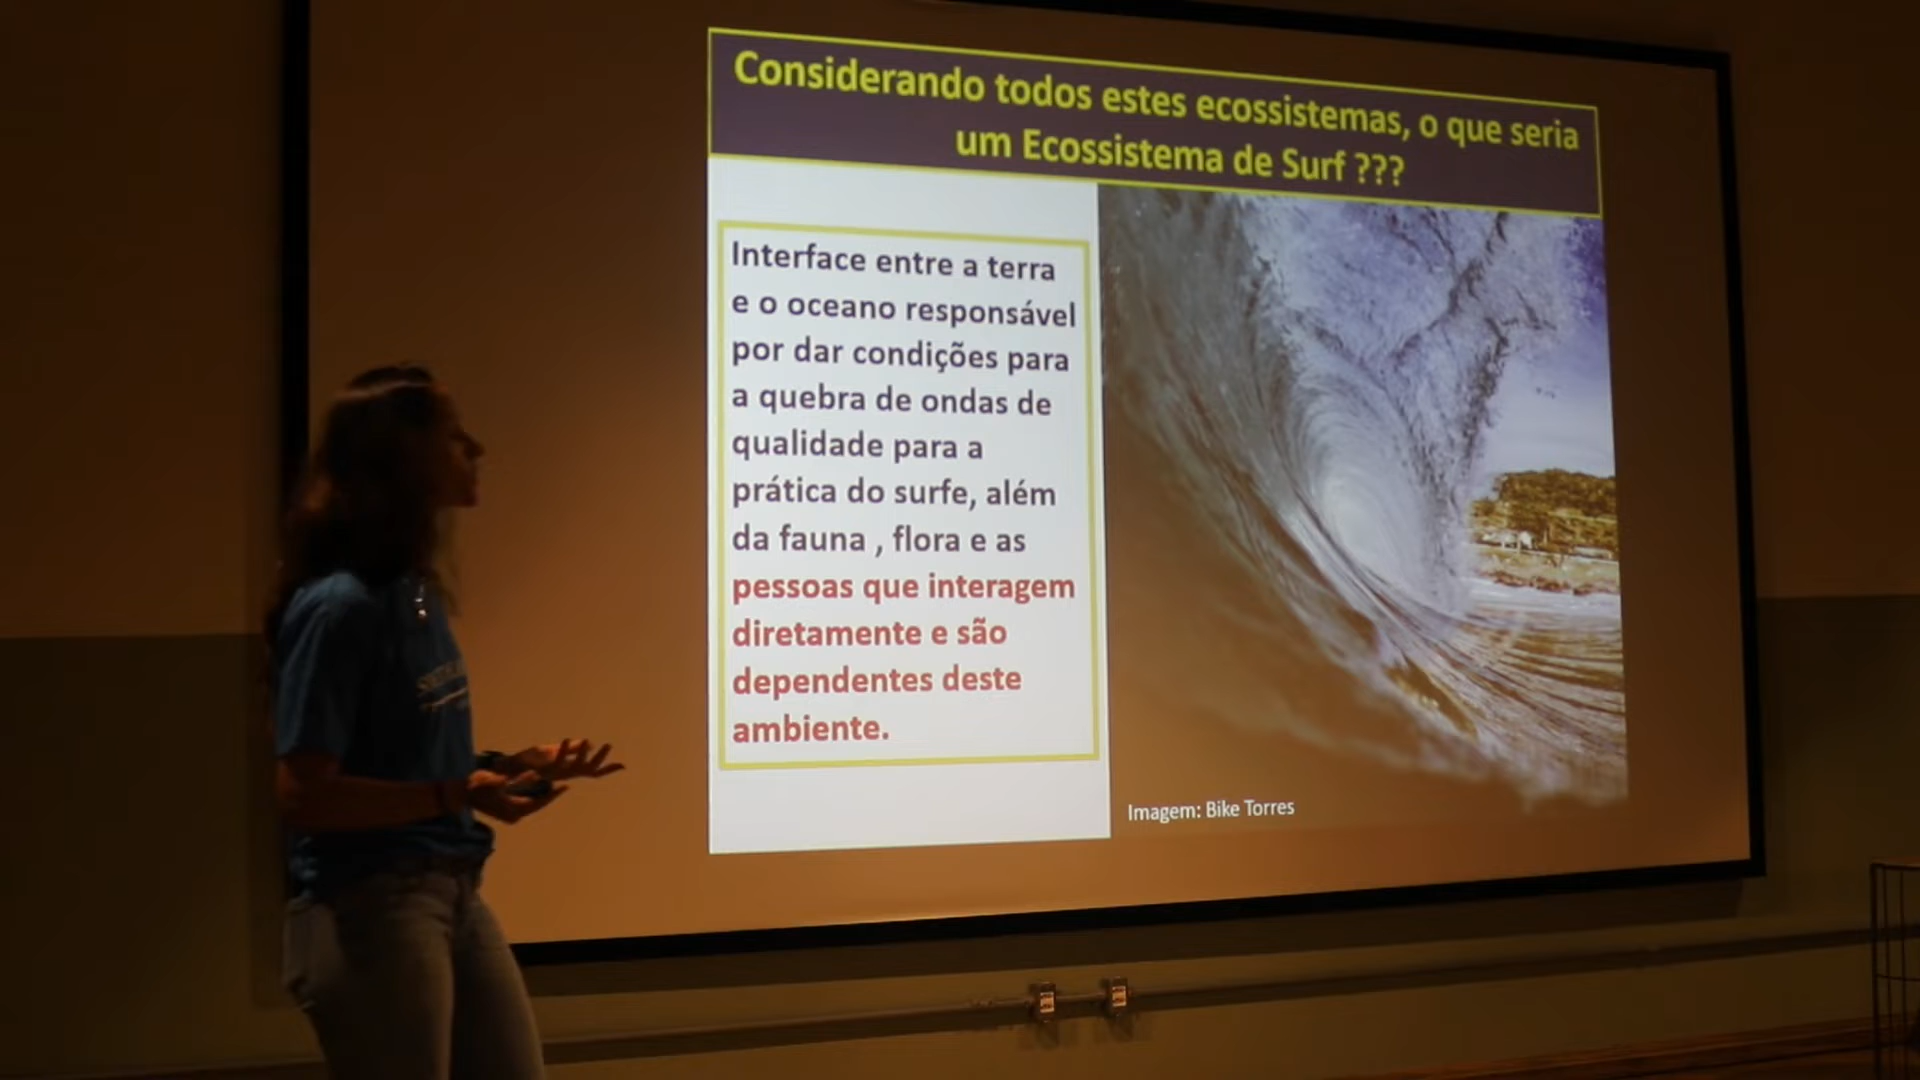 Considerando todos estes ecossistemas, o que seria
um Ecossistema de Surf ???
Interface entre a terra
e o oceano responsável
por dar condições para
a quebra de ondas de
qualidade para a
prática do surfe, além
da fauna , flora e as
pessoas que interagem
diretamente e são
dependentes deste
ambiente.
Imagem: Bike Torres